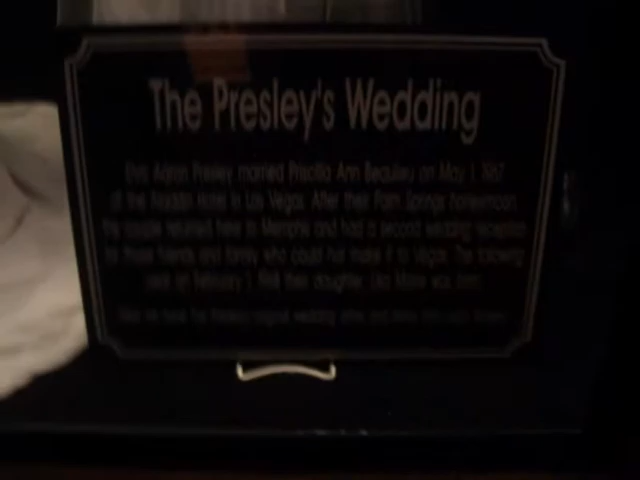 The Presley's Wedding
Elvis Aaron Presley married Priscilla Ann Beaulieu on May 1, 1967
at the Aladdin Hotel in Las Vegas. After their Palm Springs honeymoon,
the couple returned here to Memphis and had a second wedding reception
for those friends and family who could not make it to Vegas. The following
year on February 1, 1968 their daughter, Lisa Marie was born.
the original wedding